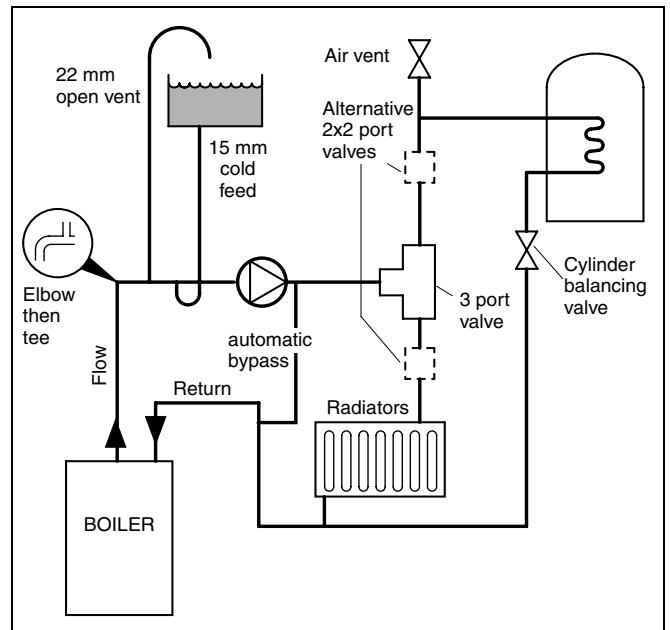 22 mm
open vent
15 mm
cold
feed
Air vent
Alternative
2x2 port
valves
Elbow
then
tee
Flow
Return
automatic
bypass
3 port
valve
Cylinder
balancing
valve
Radiators
BOILER